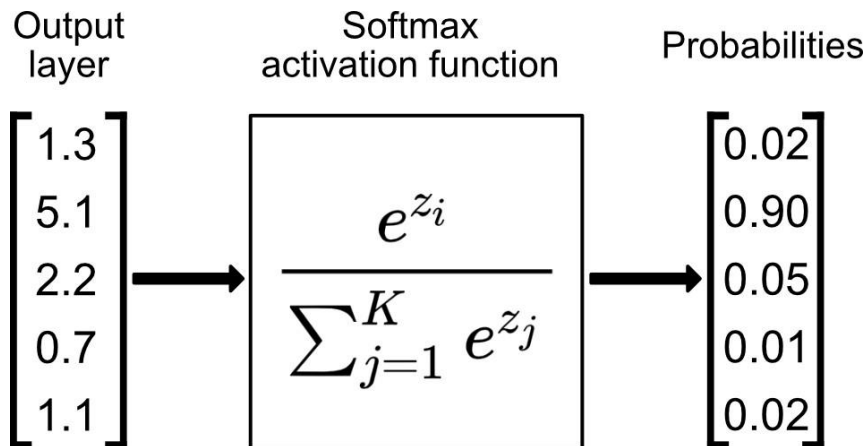 Output
layer
Softmax
activation function
Probabilities
1.3
5.1
2.2
0.7
1.1
e^{z_i}
∑_{j=1}^{K} e^{z_j}
0.02
0.90
0.05
0.01
0.02